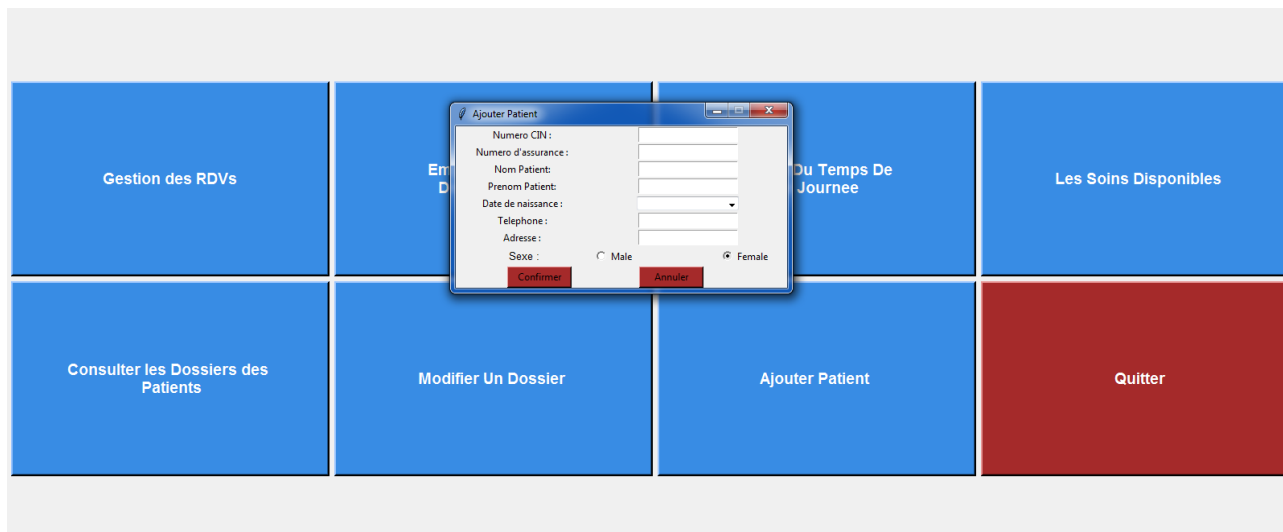 Ajouter Patient
Numero CIN :
Numero d'assurance :
Nom Patient:
Prenom Patient:
Date de naissance :
Telephone :
Adresse :
Sexe : Male Female
Confirmer Annuler
Gestion des RDVs
Du Temps De
Journee
Les Soins Disponibles
Consulter les Dossiers des
Patients
Modifier Un Dossier
Ajouter Patient
Quitter